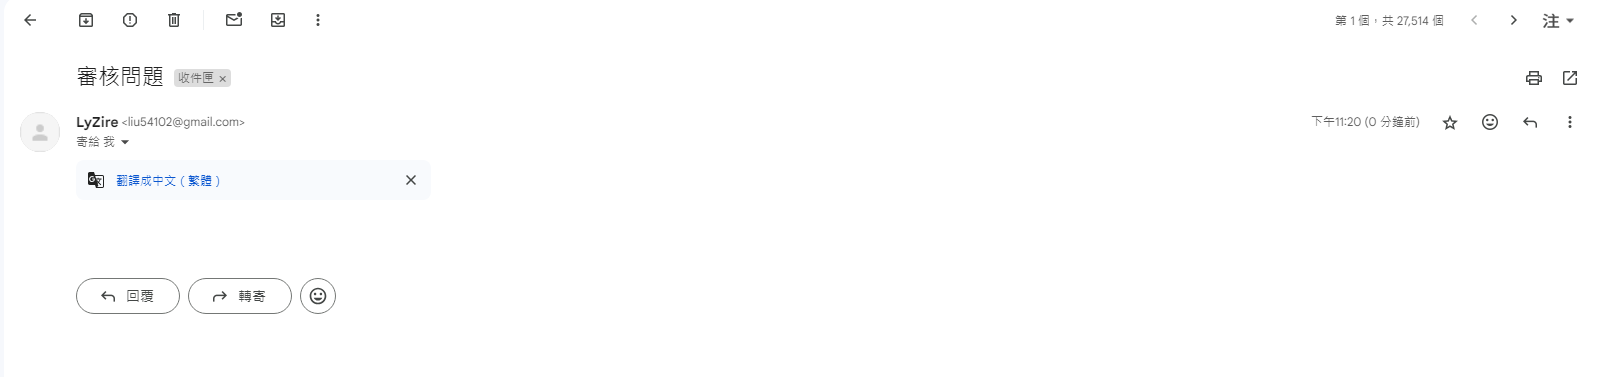 第 1 個，共 27,514 個
注
審核問題 收件匣 ×
LyZire <liu54102@gmail.com>
下午11:20 (0 分鐘前)
寄給 我
翻譯成中文 ( 繁體 )
回覆
轉寄